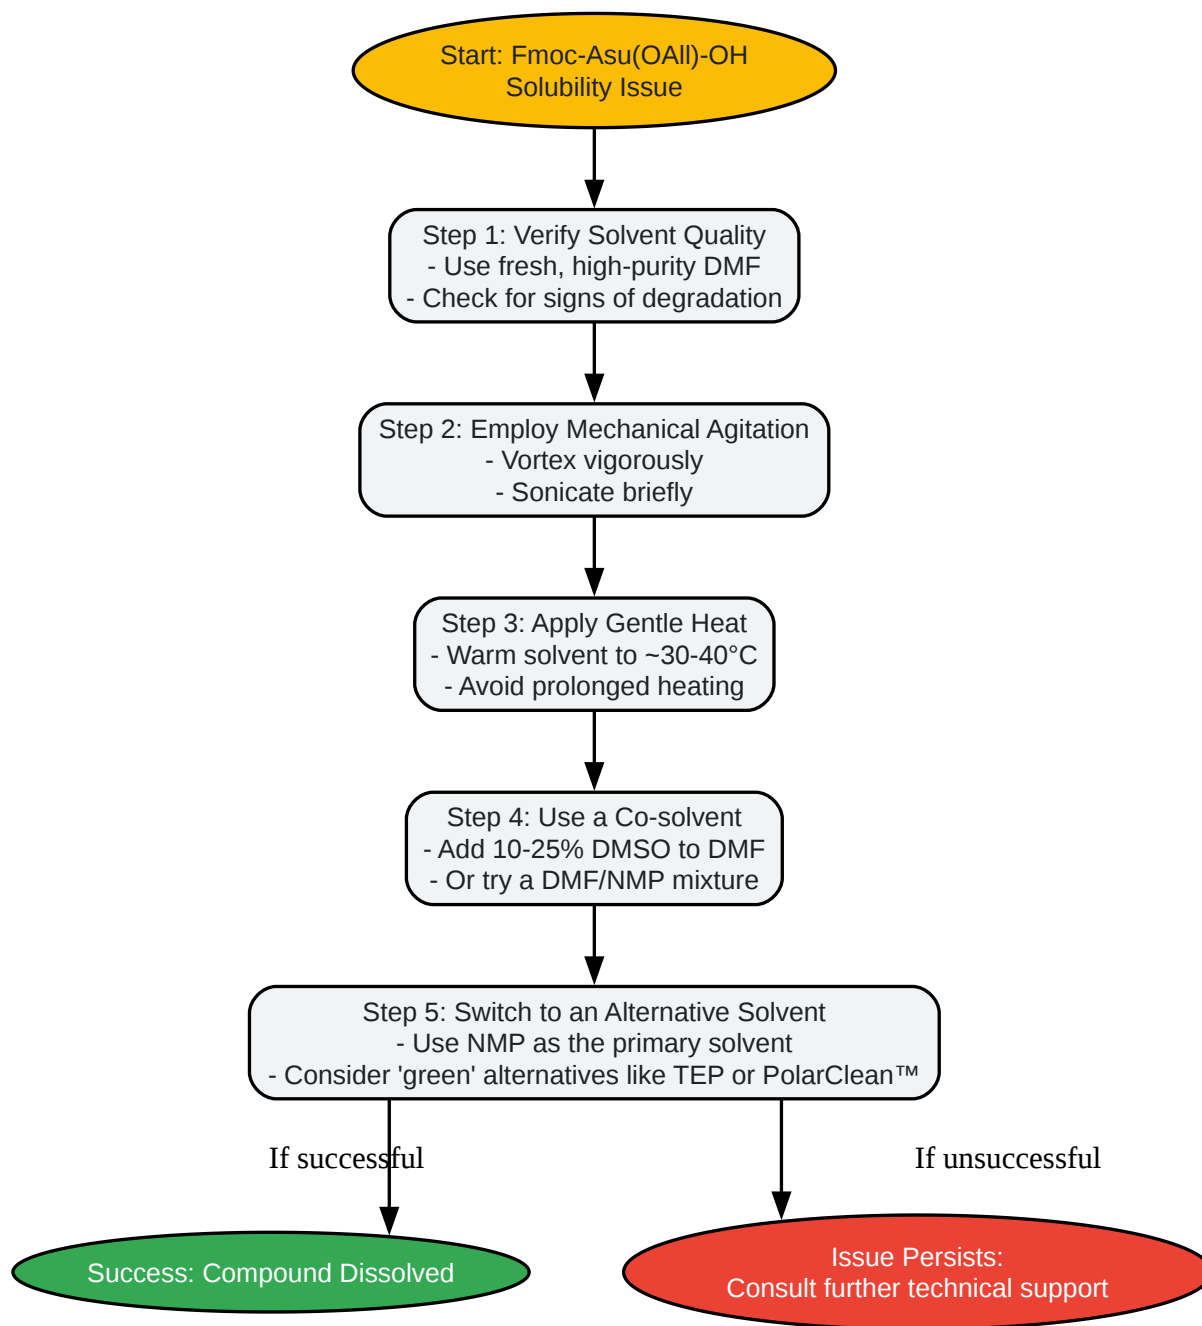 Start: Fmoc-Asu(OAll)-OH
Solubility Issue
Step 1: Verify Solvent Quality
- Use fresh, high-purity DMF
- Check for signs of degradation
Step 2: Employ Mechanical Agitation
- Vortex vigorously
- Sonicate briefly
Step 3: Apply Gentle Heat
- Warm solvent to ~30-40°C
- Avoid prolonged heating
Step 4: Use a Co-solvent
- Add 10-25% DMSO to DMF
- Or try a DMF/NMP mixture
Step 5: Switch to an Alternative Solvent
- Use NMP as the primary solvent
- Consider 'green' alternatives like TEP or PolarClean™
If successful
If unsuccessful
Success: Compound Dissolved
Issue Persists:
Consult further technical support